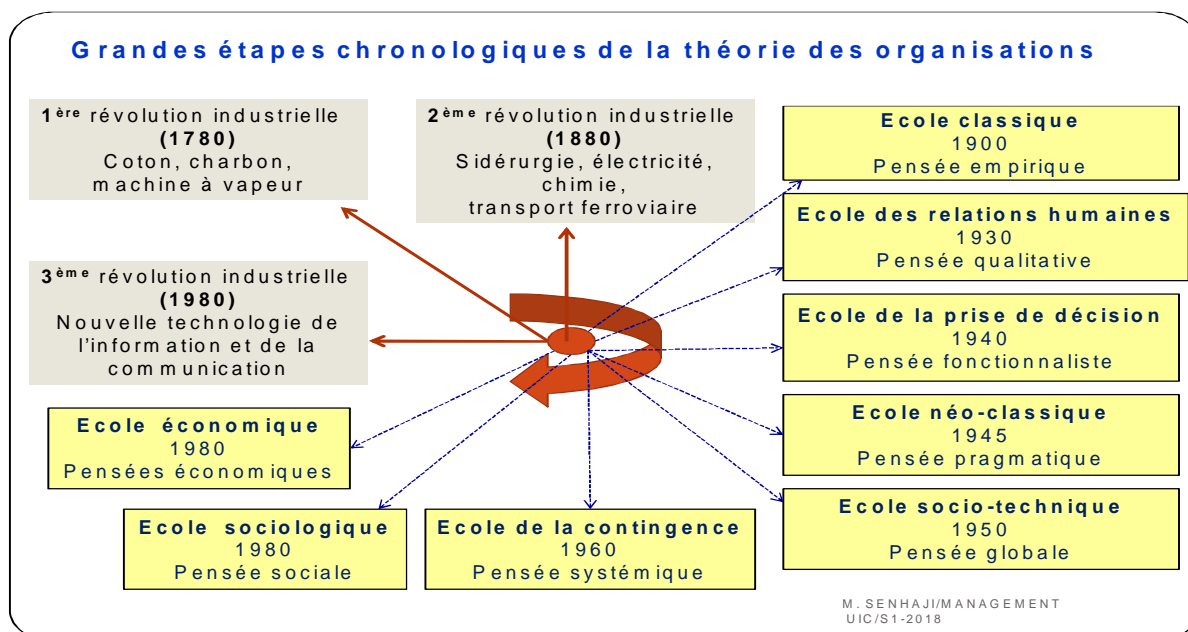 Grandes étapes chronologiques de la théorie des organisations
1ère révolution industrielle
(1780)
Coton, charbon,
machine à vapeur
2ème révolution industrielle
(1880)
Sidérurgie, électricité,
chimie,
transport ferroviaire
3ème révolution industrielle
(1980)
Nouvelle technologie de
l'information et de la
communication
Ecole classique
1900
Pensée empirique
Ecole des relations humaines
1930
Pensée qualitative
Ecole de la prise de décision
1940
Pensée fonctionnaliste
Ecole néo-classique
1945
Pensée pragmatique
Ecole socio-technique
1950
Pensée globale
Ecole de la contingence
1960
Pensée systémique
Ecole sociologique
1980
Pensée sociale
Ecole économique
1980
Pensées économiques
M. SENHAJI/MANAGEMENT
UIC/S1-2018